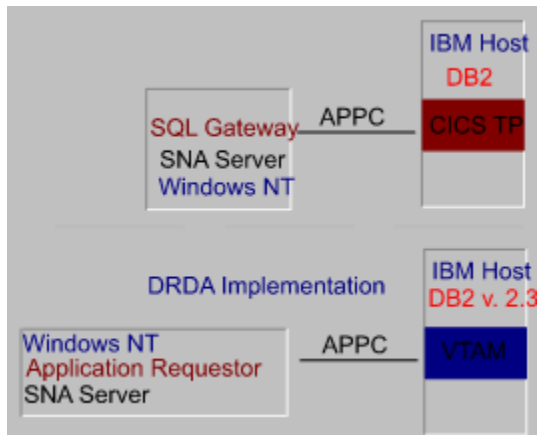 IBM Host
DB2
APPC
CICS TP
SQL Gateway
SNA Server
Windows NT
DRDA Implementation
IBM Host
DB2 v. 2.3
Windows NT
APPC
VTAM
Application Requestor
SNA Server